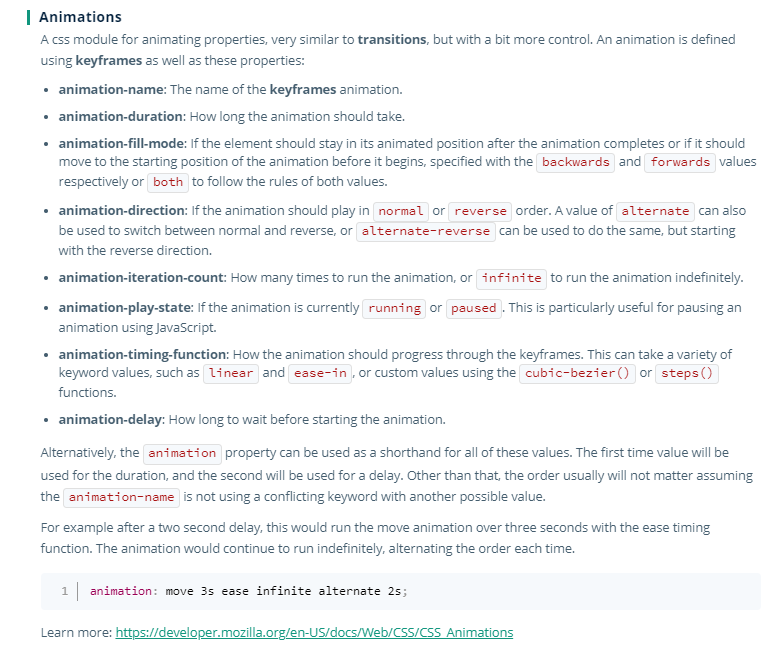 Animations
A css module for animating properties, very similar to transitions, but with a bit more control. An animation is defined
using keyframes as well as these properties:
• animation-name: The name of the keyframes animation.
• animation-duration: How long the animation should take.
• animation-fill-mode: If the element should stay in its animated position after the animation completes or if it should
move to the starting position of the animation before it begins, specified with the backwards and forwards values
respectively or both to follow the rules of both values.
• animation-direction: If the animation should play in normal or reverse order. A value of alternate can also
be used to switch between normal and reverse, or alternate-reverse can be used to do the same, but starting
with the reverse direction.
• animation-iteration-count: How many times to run the animation, or infinite to run the animation indefinitely.
• animation-play-state: If the animation is currently running or paused. This is particularly useful for pausing an
animation using JavaScript.
• animation-timing-function: How the animation should progress through the keyframes. This can take a variety of
keyword values, such as linear and ease-in, or custom values using the cubic-bezier() or steps()
functions.
• animation-delay: How long to wait before starting the animation.
Alternatively, the animation property can be used as a shorthand for all of these values. The first time value will be
used for the duration, and the second will be used for a delay. Other than that, the order usually will not matter assuming
the animation-name is not using a conflicting keyword with another possible value.
For example after a two second delay, this would run the move animation over three seconds with the ease timing
function. The animation would continue to run indefinitely, alternating the order each time.
1 animation: move 3s ease infinite alternate 2s;
Learn more: https://developer.mozilla.org/en-US/docs/Web/CSS/CSS_Animations